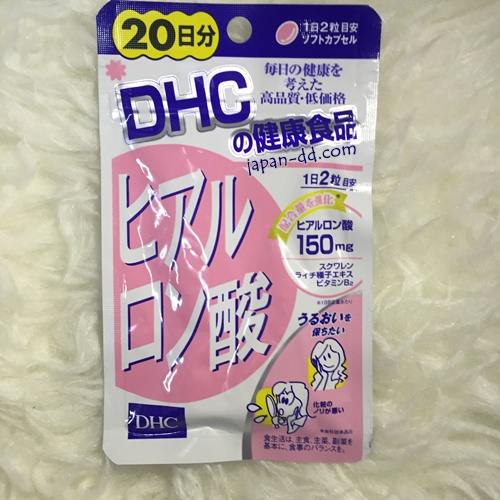 20日分
1日2粒目安
ソフトカプセル
毎日の健康を
考えた
高品質・低価格
DHC
の健康食品
japan-dd.com
1日2粒目安
配合量を強化
ヒアルロン酸
150mg
スクワレン
ライチ種子エキス
ビタミンB₂
ヒアル
ロン酸
うるおいを
保ちたい
化粧の
ノリが悪い
DHC
食生活は、主食、主菜、副菜を
基本に、食事のバランスを。